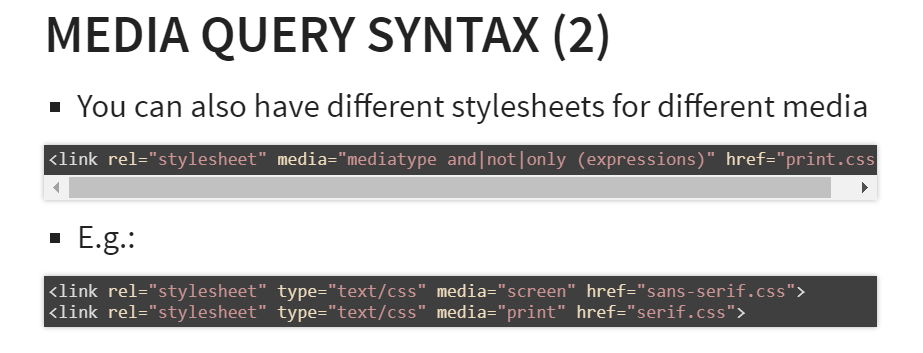 MEDIA QUERY SYNTAX (2)
▪ You can also have different stylesheets for different media
<link rel="stylesheet" media="mediatype and|not|only (expressions)" href="print.css
▪ E.g.:
<link rel="stylesheet" type="text/css" media="screen" href="sans-serif.css">
<link rel="stylesheet" type="text/css" media="print" href="serif.css">